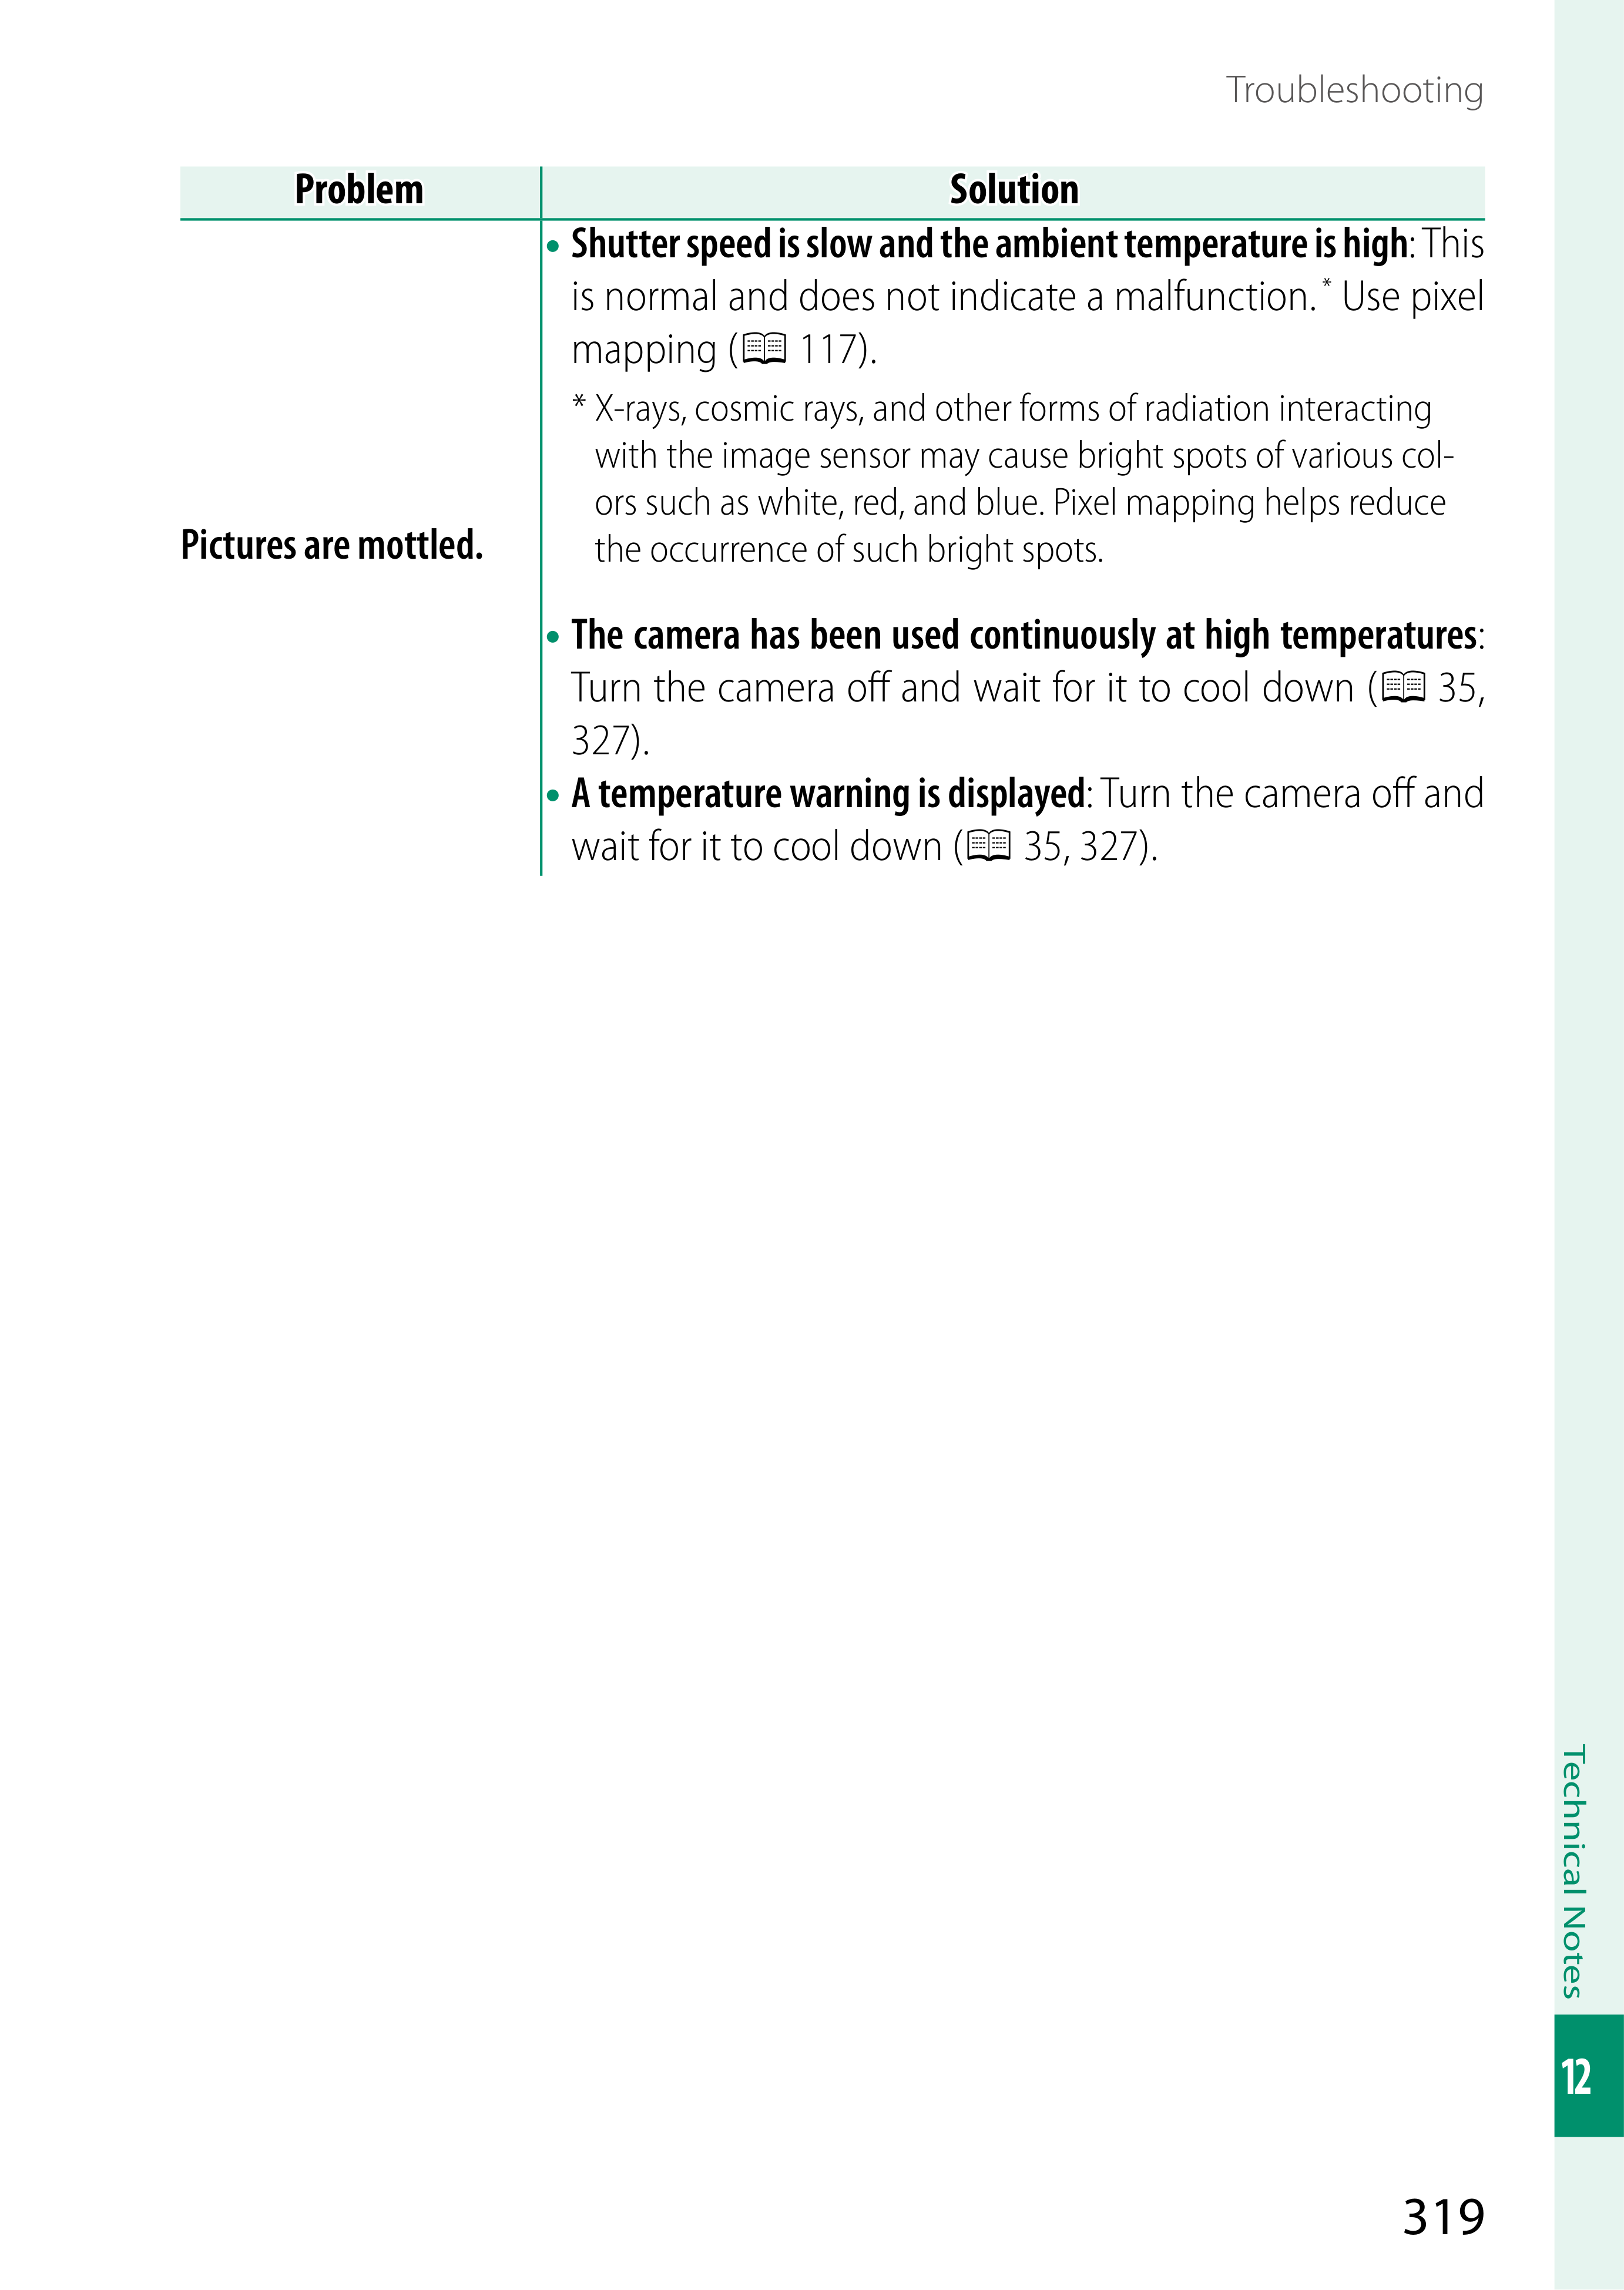 Troubleshooting
Problem
Solution
Pictures are mottled.
• Shutter speed is slow and the ambient temperature is high: This
is normal and does not indicate a malfunction.* Use pixel
mapping (📖 117).
* X-rays, cosmic rays, and other forms of radiation interacting
with the image sensor may cause bright spots of various col-
ors such as white, red, and blue. Pixel mapping helps reduce
the occurrence of such bright spots.
• The camera has been used continuously at high temperatures:
Turn the camera off and wait for it to cool down (📖 35,
327).
• A temperature warning is displayed: Turn the camera off and
wait for it to cool down (📖 35, 327).
Technical Notes
12
319